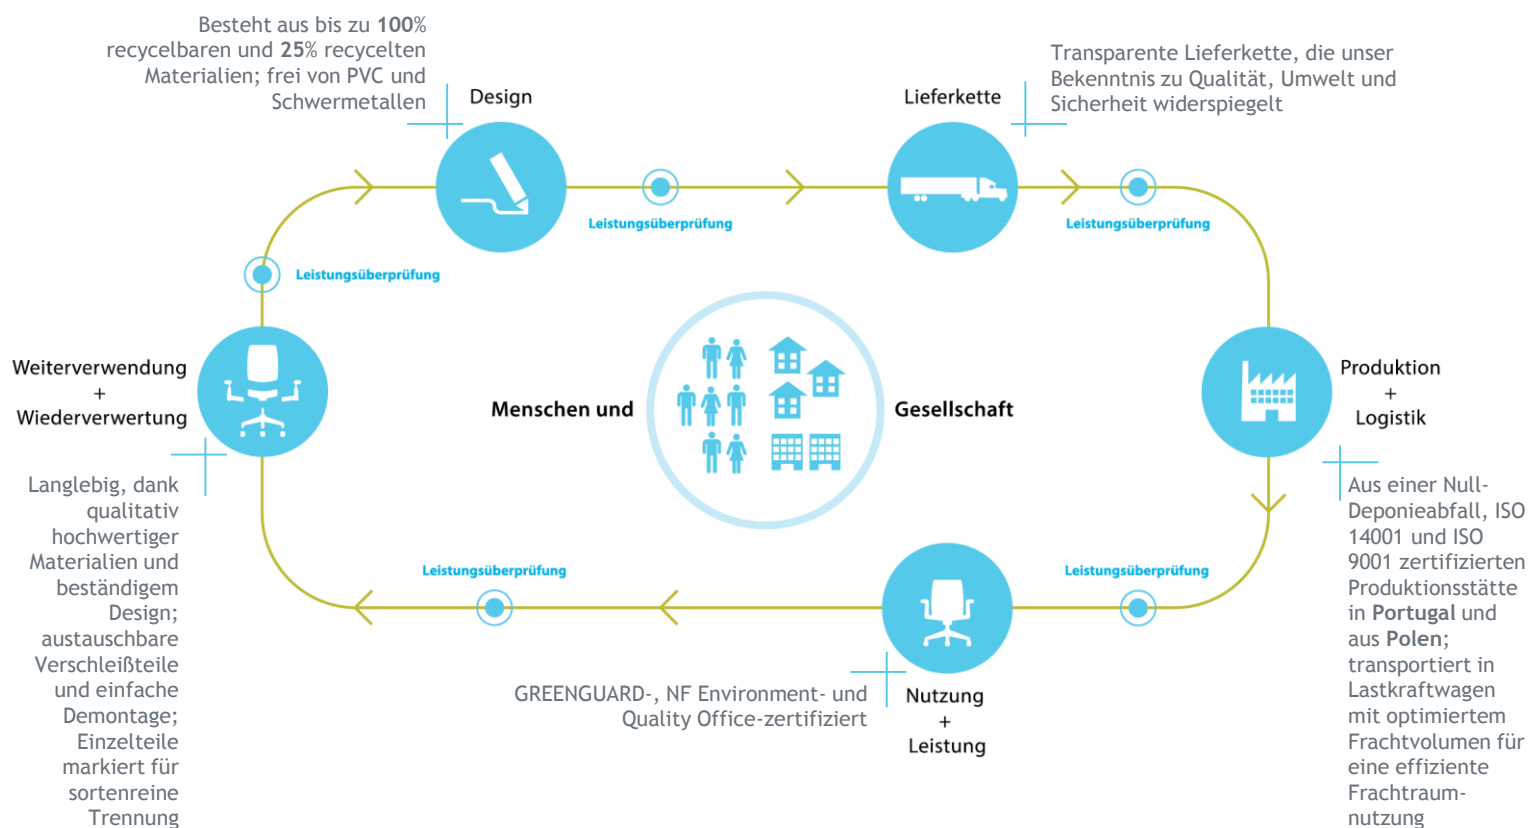 Besteht aus bis zu 100%
recycelbaren und 25% recycelten
Materialien; frei von PVC und
Schwermetallen
Design
Lieferkette
Transparente Lieferkette, die unser
Bekenntnis zu Qualität, Umwelt und
Sicherheit widerspiegelt
Leistungsüberprüfung
Leistungsüberprüfung
Leistungsüberprüfung
Weiterverwendung
+
Wiederverwertung
Menschen und
Gesellschaft
Produktion
+
Logistik
Langlebig, dank
qualitativ
hochwertiger
Materialien und
beständigem
Design;
austauschbare
Verschleißteile
und einfache
Demontage;
Einzelteile
markiert für
sortenreine
Trennung
Aus einer Null-
Deponieabfall, ISO
14001 und ISO
9001 zertifizierten
Produktionsstätte
in Portugal und
aus Polen;
transportiert in
Lastkraftwagen
mit optimiertem
Frachtvolumen für
eine effiziente
Frachtraum-
nutzung
Leistungsüberprüfung
Leistungsüberprüfung
GREENGUARD-, NF Environment- und
Quality Office-zertifiziert
Nutzung
+
Leistung